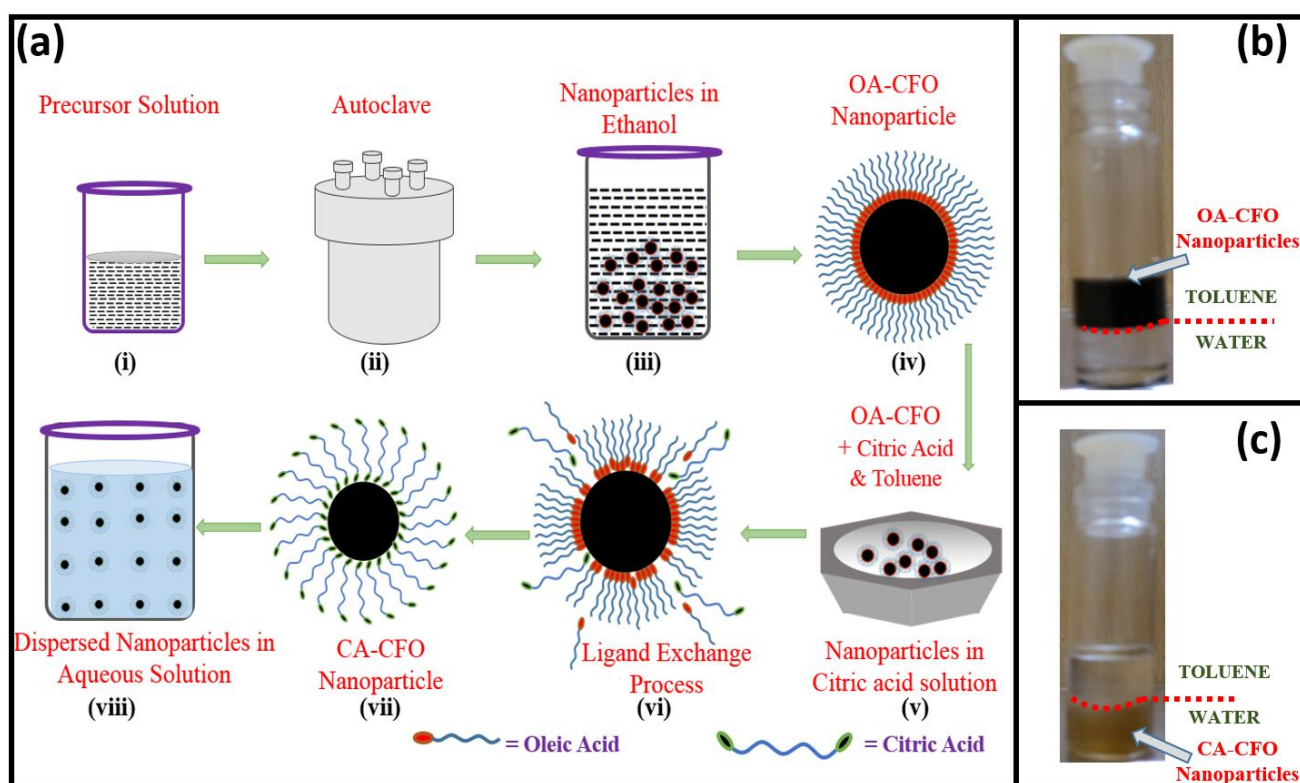 (a)
Precursor Solution
Autoclave
Nanoparticles in
Ethanol
OA-CFO
Nanoparticle
(i)
(ii)
(iii)
(iv)
OA-CFO
+ Citric Acid
& Toluene
Dispersed Nanoparticles in
Aqueous Solution
(viii)
CA-CFO
Nanoparticle
(vii)
Ligand Exchange
Process
(vi)
Nanoparticles in
Citric acid solution
(v)
= Oleic Acid
= Citric Acid
(b)
OA-CFO
Nanoparticles
TOLUENE
WATER
(c)
TOLUENE
WATER
CA-CFO
Nanoparticles